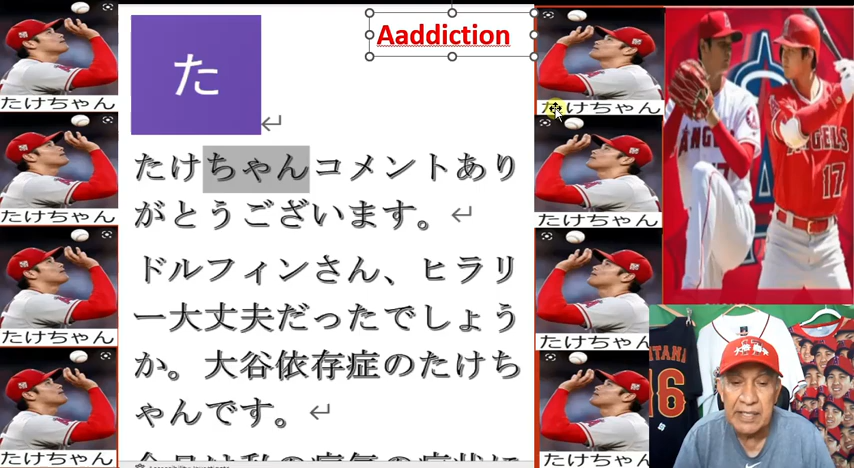 Aaddiction
た
たけちゃんコメントあり
がとうございます。
ドルフィンさん、ヒラリ
ー大丈夫だったでしょう
か。大谷依存症のたけち
ゃんです。
たけちゃん
たけちゃん
たけちゃん
たけちゃん
たけちゃん
たけちゃん
たけちゃん
たけちゃん
ANGELS
17
16